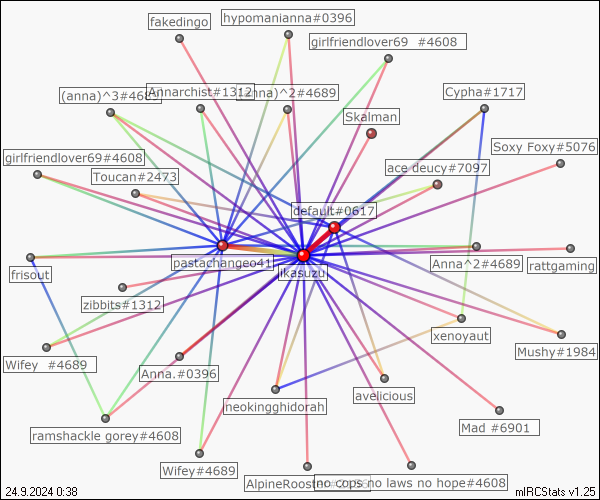 fakedingo
hypomanianna#0396
girlfriendlover69 #4608
(anna)^3#4689
Annarchist#1312
(anna)^2#4689
Cypha#1717
Skalman
Soxy Foxy#5076
girlfriendlover69#4608
Toucan#2473
ace deucy#7097
default#0617
pastachangeo41
ikasuzu
Anna^2#4689
rattgaming
frisout
zibbits#1312
xenoyaut
Mushy#1984
Wifey #4689
Anna.#0396
neokingghidorah
avelicious
ramshackle gorey#4608
Mad #6901
Wifey#4689
AlpineRooster
no cops no laws no hope#4608
24.9.2024 0:38
mIRCStats v1.25